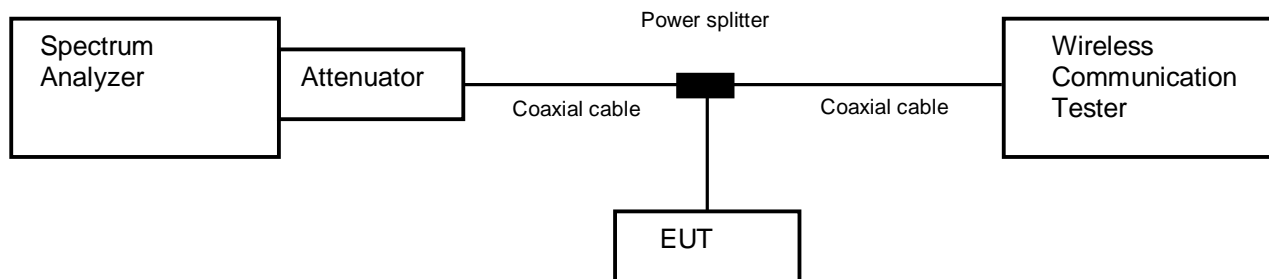 Power splitter
Spectrum
Analyzer
Attenuator
Coaxial cable
Coaxial cable
Wireless
Communication
Tester
EUT